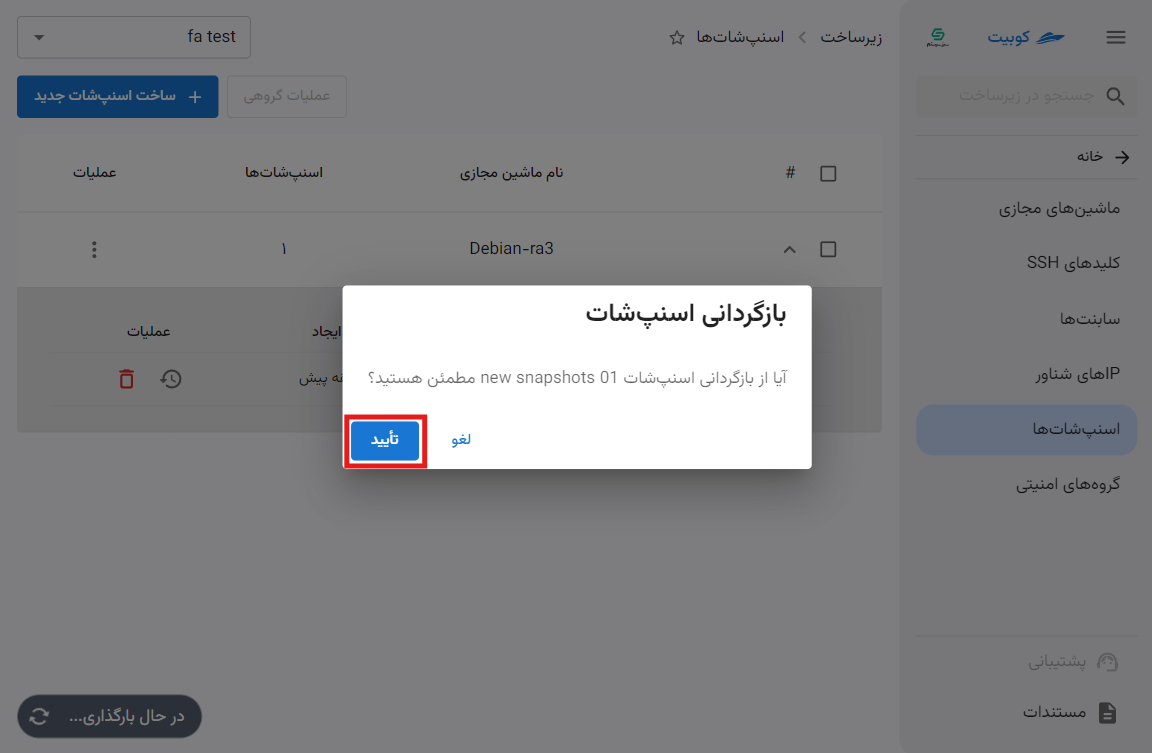 کوبیت
جستجو در زیرساخت
خانه
ماشین‌های مجازی
کلیدهای SSH
سابنت‌ها
IPهای شناور
اسنپ‌شات‌ها
گروه‌های امنیتی
پشتیبانی
مستندات
زیرساخت
اسنپ‌شات‌ها
fa test
عملیات گروهی
ساخت اسنپ‌شات جدید
# نام ماشین مجازی اسنپ‌شات‌ها عملیات
Debian-ra3 ۱
ایجاد عملیات
پیش
بازگردانی اسنپ‌شات
آیا از بازگردانی اسنپ‌شات new snapshots 01 مطمئن هستید؟
لغو
تأیید
در حال بارگذاری...